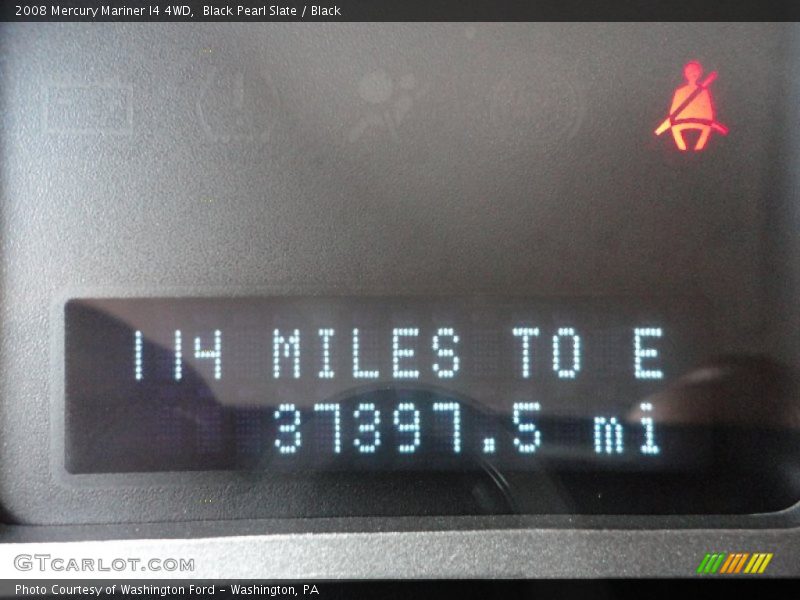 2008 Mercury Mariner I4 4WD,  Black Pearl Slate / Black
114 MILES TO E
37397.5 mi
GTCARLOT.COM
Photo Courtesy of Washington Ford - Washington, PA